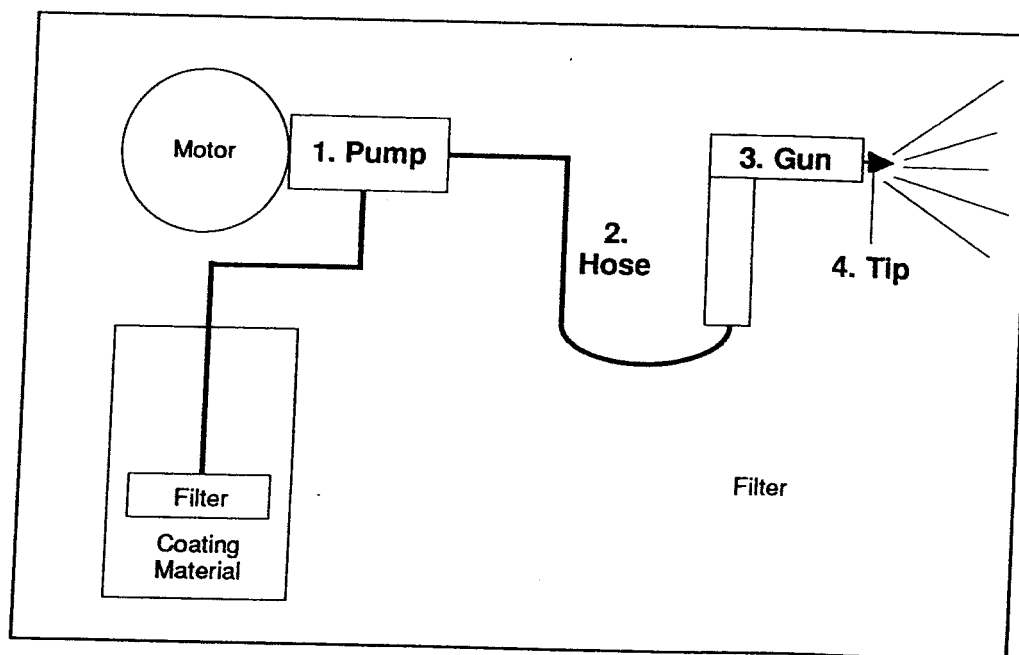 Motor
1. Pump
3. Gun
2.
Hose
4. Tip
Filter
Filter
Coating
Material